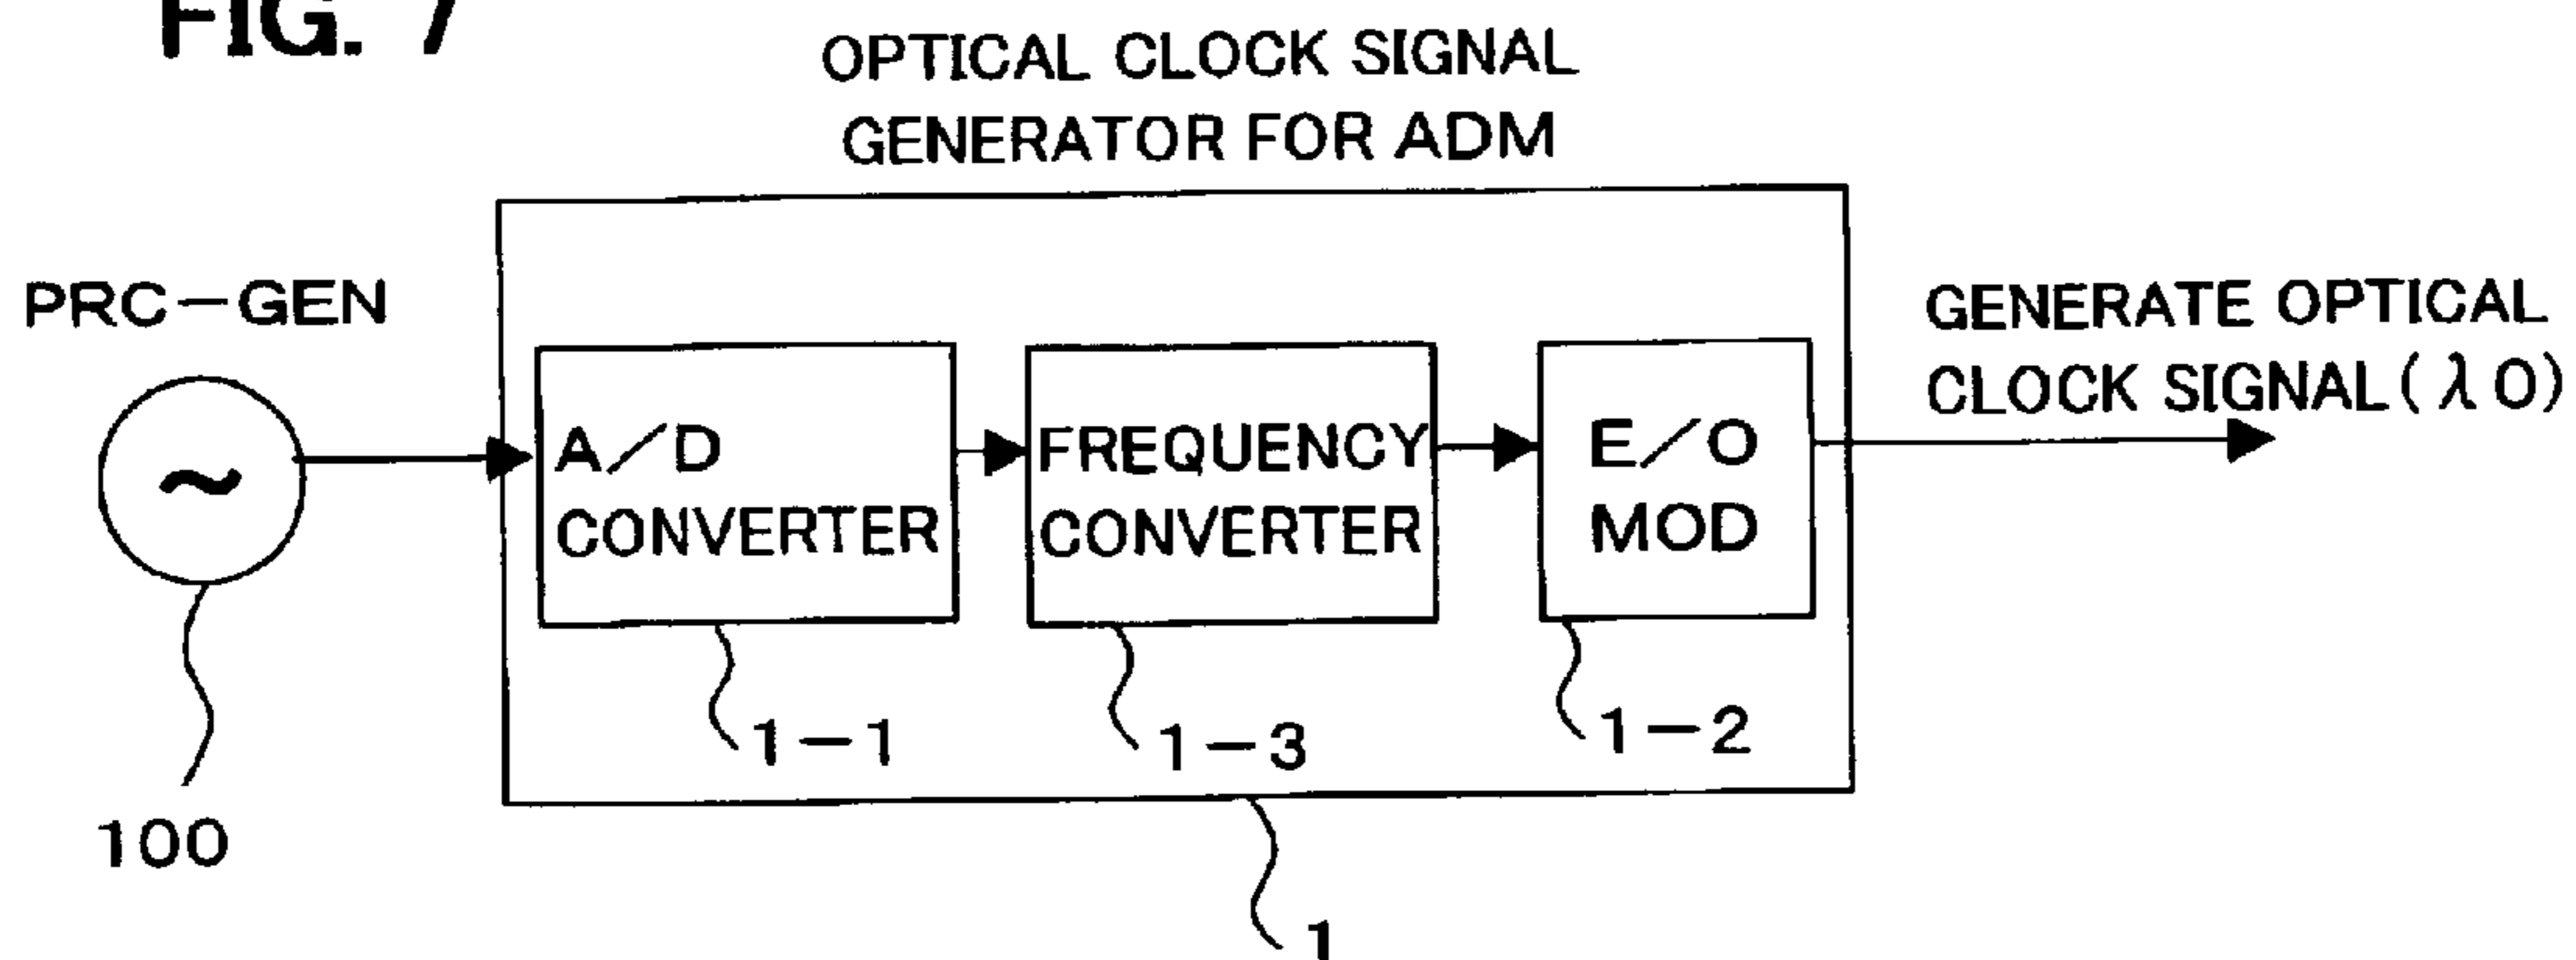 FIG. 7
OPTICAL CLOCK SIGNAL
GENERATOR FOR ADM
PRC-GEN
GENERATE OPTICAL
CLOCK SIGNAL(λ0)
A/D
CONVERTER
FREQUENCY
CONVERTER
E/O
MOD
1-1
1-3
1-2
100
1